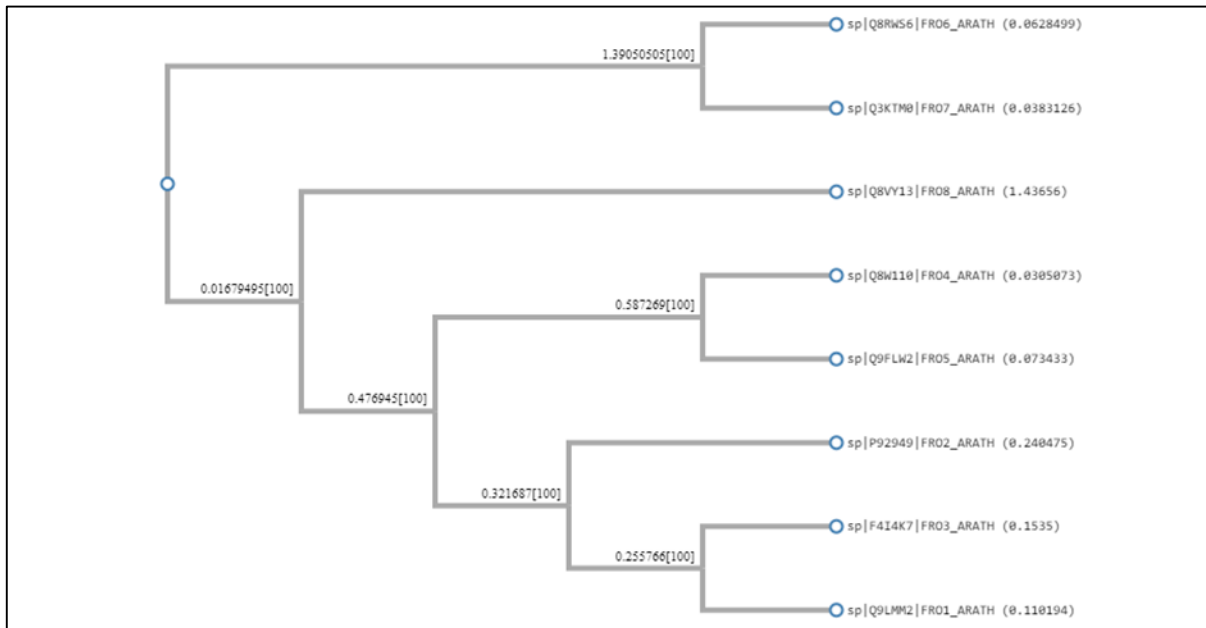 sp|Q8RWS6|FRO6_ARATH (0.0628499)
1.39050505[100]
sp|Q3KTM0|FRO7_ARATH (0.0383126)
sp|Q8VY13|FRO8_ARATH (1.43656)
sp|Q8W110|FRO4_ARATH (0.0305073)
0.01679495[100]
0.587269[100]
sp|Q9FLW2|FRO5_ARATH (0.073433)
0.476945[100]
sp|P92949|FRO2_ARATH (0.240475)
0.321687[100]
sp|F4I4K7|FRO3_ARATH (0.1535)
0.255766[100]
sp|Q9LMM2|FRO1_ARATH (0.110194)